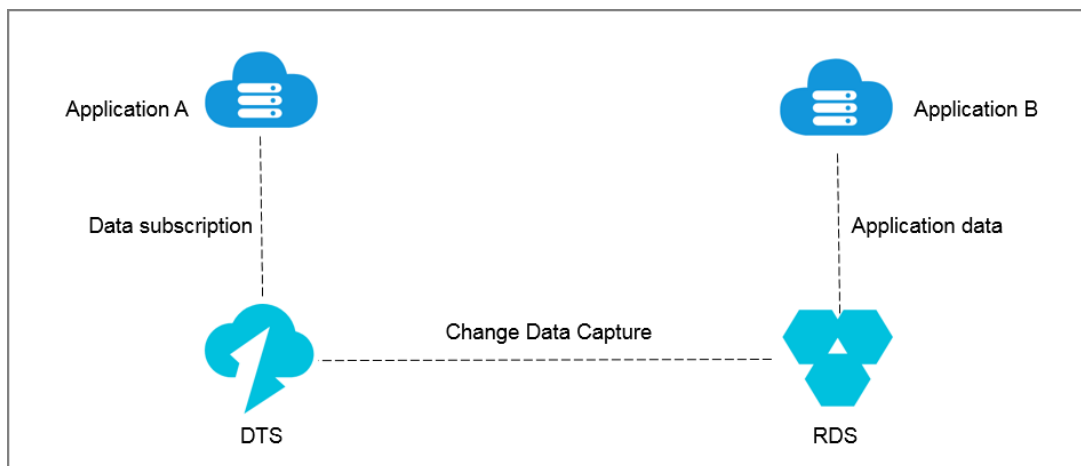 Application A
Application B
Data subscription
Application data
Change Data Capture
DTS
RDS